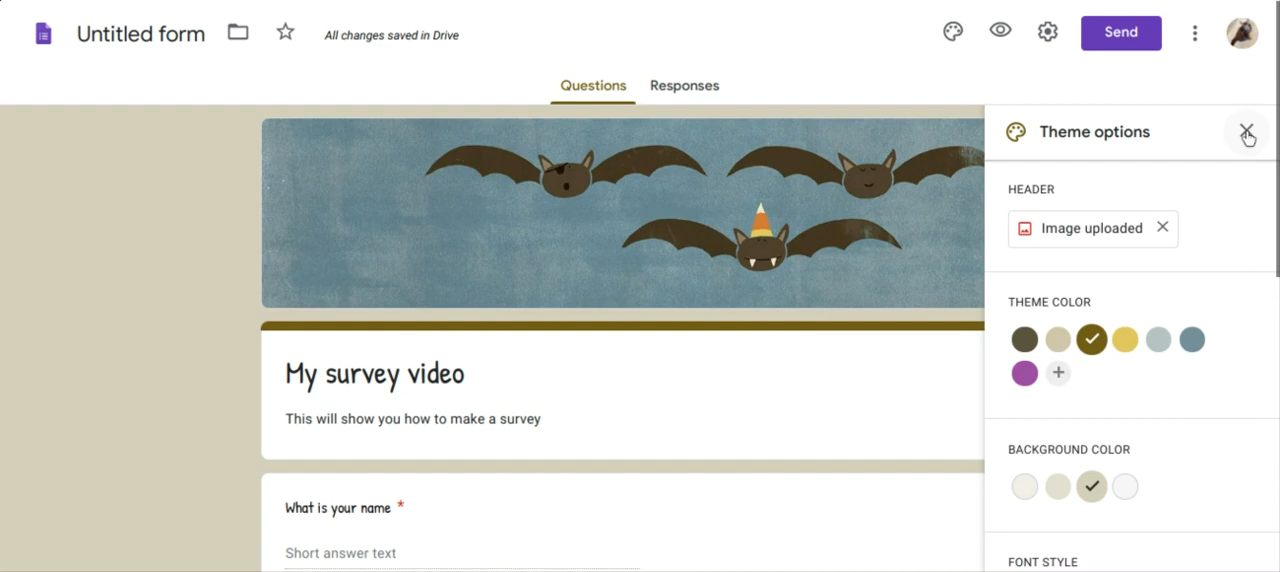 Untitled form
All changes saved in Drive
Send
Questions
Responses
Theme options
HEADER
Image uploaded
THEME COLOR
My survey video
This will show you how to make a survey
BACKGROUND COLOR
What is your name *
Short answer text
FONT STYLE